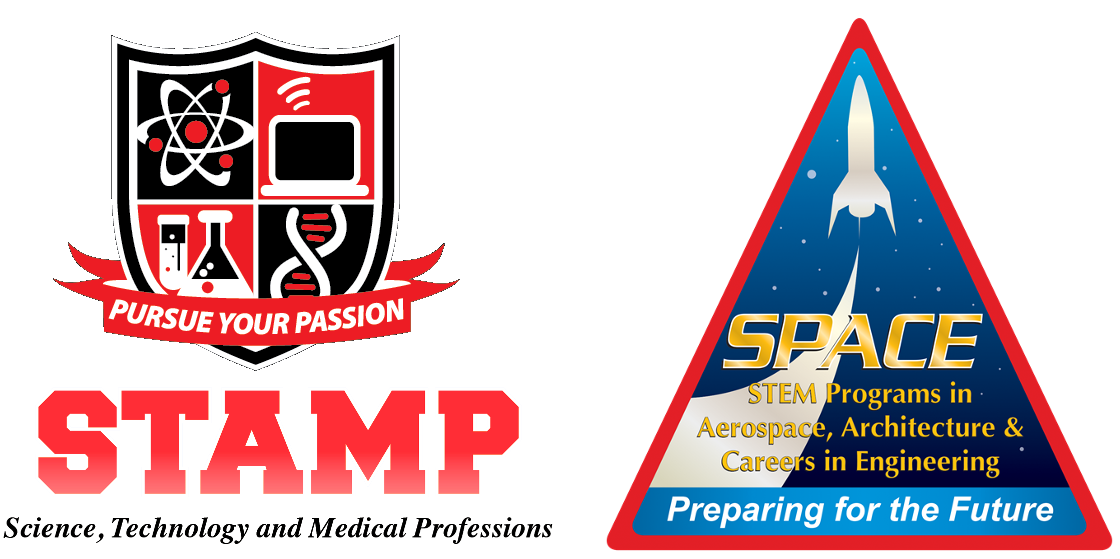 PURSUE YOUR PASSION
STAMP
Science, Technology and Medical Professions
SPACE
STEM Programs in
Aerospace, Architecture &
Careers in Engineering
Preparing for the Future